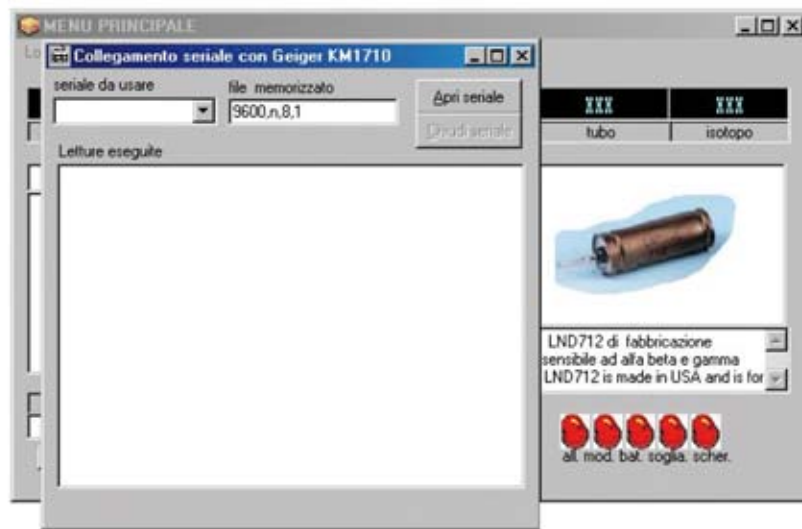 MENU PRINCIPALE
Lo
Collegamento seriale con Geiger KM1710
seriale da usare
file memorizzato
9600,n,8,1
Apri seriale
Chiudi seriale
Letture eseguite
XXX
XXX
tubo
isotopo
LND712 di fabbricazione
sensibile ad alfa beta e gamma
LND712 is made in USA and is for
all. mod. bat. soglia. scher.